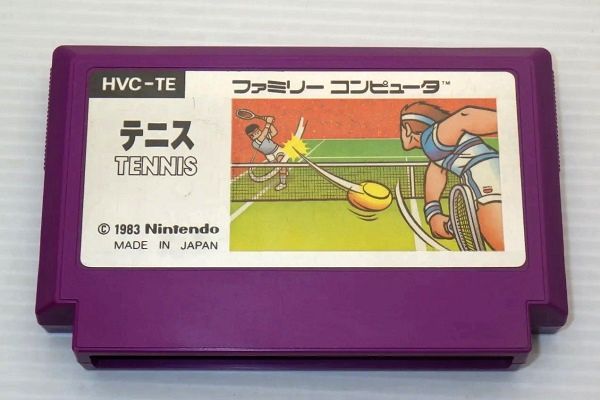 HVC-TE
ファミリー コンピュータ™
テニス
TENNIS
© 1983 Nintendo
MADE IN JAPAN